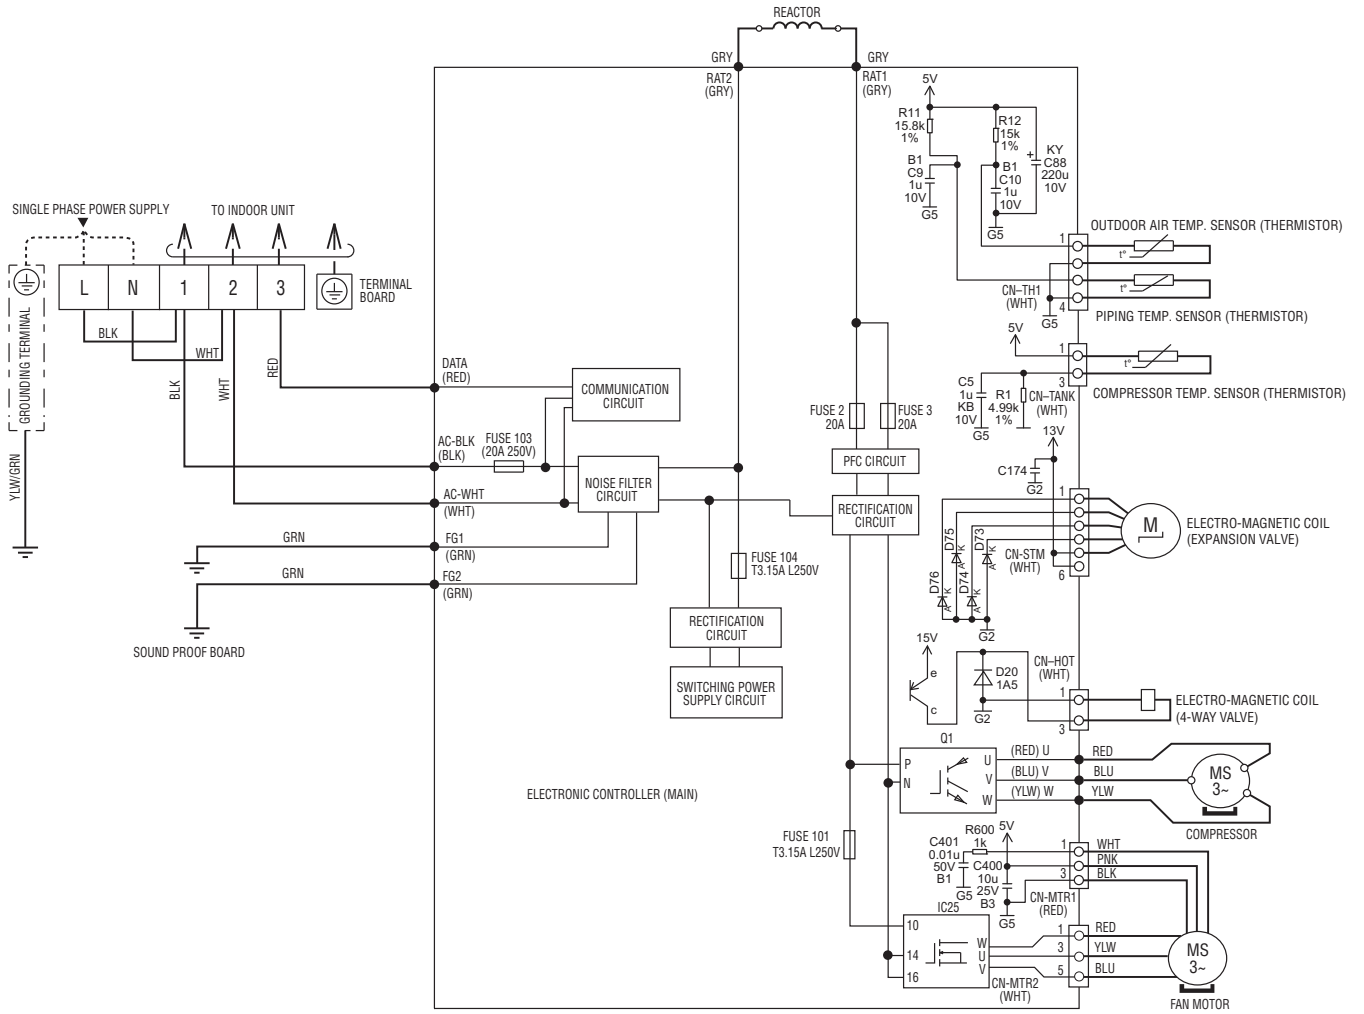 REACTOR
GRY
GRY
RAT2
(GRY)
RAT1
(GRY)
5V
R11
15.8k
1%
R12
15k
1%
B1
C9
1u
10V
G5
B1
C10
1u
10V
G5
+
KY
C88
220u
10V
SINGLE PHASE POWER SUPPLY
TO INDOOR UNIT
L
N
1
2
3
TERMINAL
BOARD
GROUNDING TERMINAL
YLW/GRN
BLK
WHT
BLK
WHT
RED
OUTDOOR AIR TEMP. SENSOR (THERMISTOR)
1
t°
t°
CN–TH1
(WHT)
4
G5
PIPING TEMP. SENSOR (THERMISTOR)
5V
1
t°
3
C5
1u
KB
10V
G5
R1
4.99k
1%
CN–TANK
(WHT)
COMPRESSOR TEMP. SENSOR (THERMISTOR)
DATA
(RED)
COMMUNICATION
CIRCUIT
AC-BLK
(BLK)
FUSE 103
(20A 250V)
NOISE FILTER
CIRCUIT
AC-WHT
(WHT)
GRN
FG1
(GRN)
GRN
FG2
(GRN)
SOUND PROOF BOARD
FUSE 2
20A
FUSE 3
20A
PFC CIRCUIT
RECTIFICATION
CIRCUIT
FUSE 104
T3.15A L250V
RECTIFICATION
CIRCUIT
SWITCHING POWER
SUPPLY CIRCUIT
13V
C174
G2
1
D75
A
K
D73
A
K
D76
A
K
D74
A
K
G2
CN-STM
(WHT)
6
M
ELECTRO-MAGNETIC COIL
(EXPANSION VALVE)
15V
e
c
D20
1A5
G2
CN–HOT
(WHT)
1
3
ELECTRO-MAGNETIC COIL
(4-WAY VALVE)
Q1
P
N
U
V
W
(RED) U
(BLU) V
(YLW) W
RED
BLU
YLW
MS
3~
COMPRESSOR
ELECTRONIC CONTROLLER (MAIN)
FUSE 101
T3.15A L250V
C401
0.01u
50V
B1
G5
R600
1k
5V
C400
10u
25V
B3
G5
1
3
WHT
PNK
BLK
CN-MTR1
(RED)
IC25
10
14
16
W
U
V
1
3
5
RED
YLW
BLU
CN-MTR2
(WHT)
MS
3~
FAN MOTOR